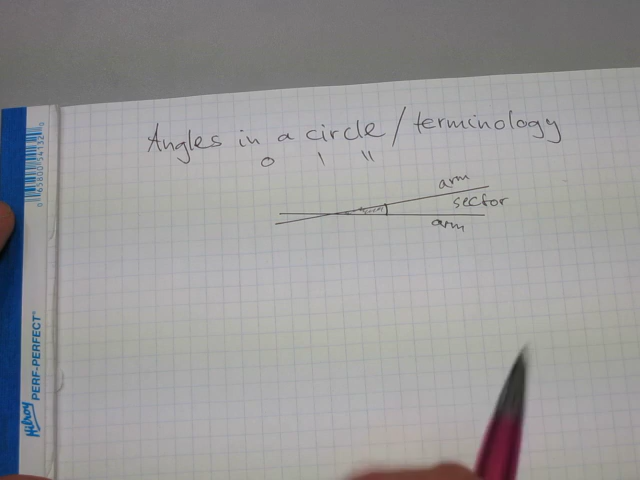 Angles in a circle / terminology
° ' "
arm
sector
arm
Hilroy PERF-PERFECT®